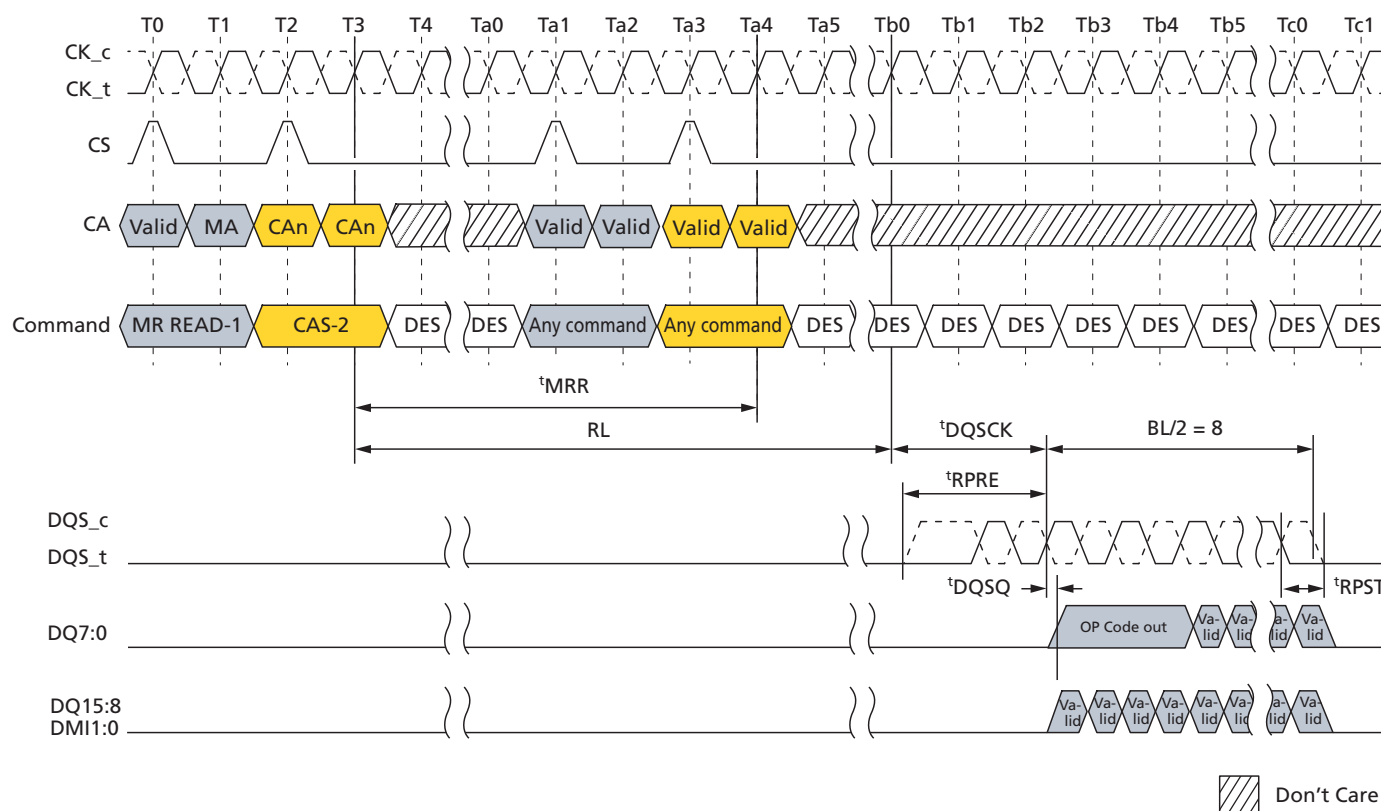 T0 T1 T2 T3 T4 Ta0 Ta1 Ta2 Ta3 Ta4 Ta5 Tb0 Tb1 Tb2 Tb3 Tb4 Tb5 Tc0 Tc1
CK_c
CK_t
CS
CA Valid MA CAn CAn Valid Valid Valid Valid
Command MR READ-1 CAS-2 DES DES Any command Any command DES DES DES DES DES DES DES DES DES
tMRR
RL tDQSCK BL/2 = 8
tRPRE
DQS_c
DQS_t
tDQSQ tRPST
DQ7:0 OP Code out Va-lid Va-lid a-lid Va-lid
DQ15:8
DMI1:0 Va-lid Va-lid Va-lid Va-lid Va-lid Va-lid a-lid Va-lid
Don't Care